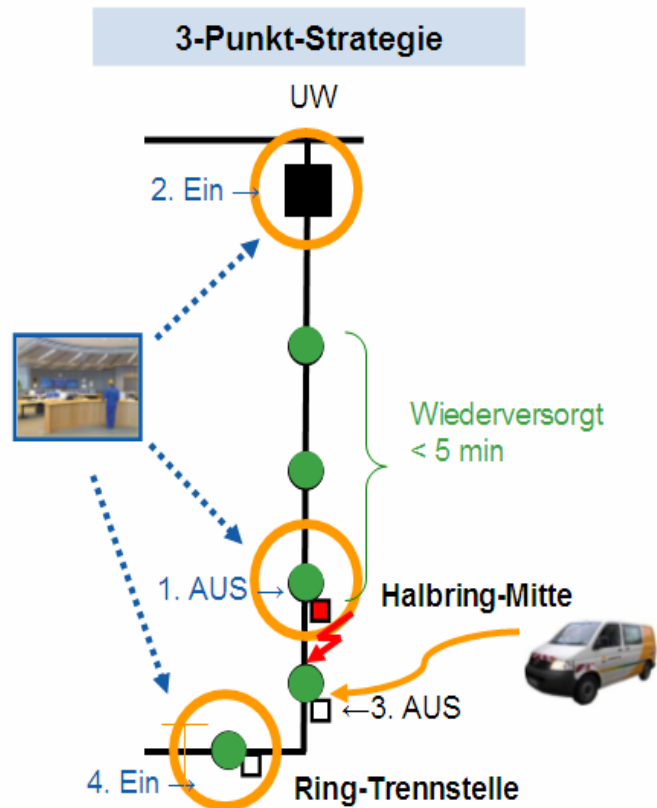 3-Punkt-Strategie
UW
2. Ein →
Wiederversorgt
< 5 min
1. AUS →
Halbring-Mitte
←3. AUS
4. Ein →
Ring-Trennstelle